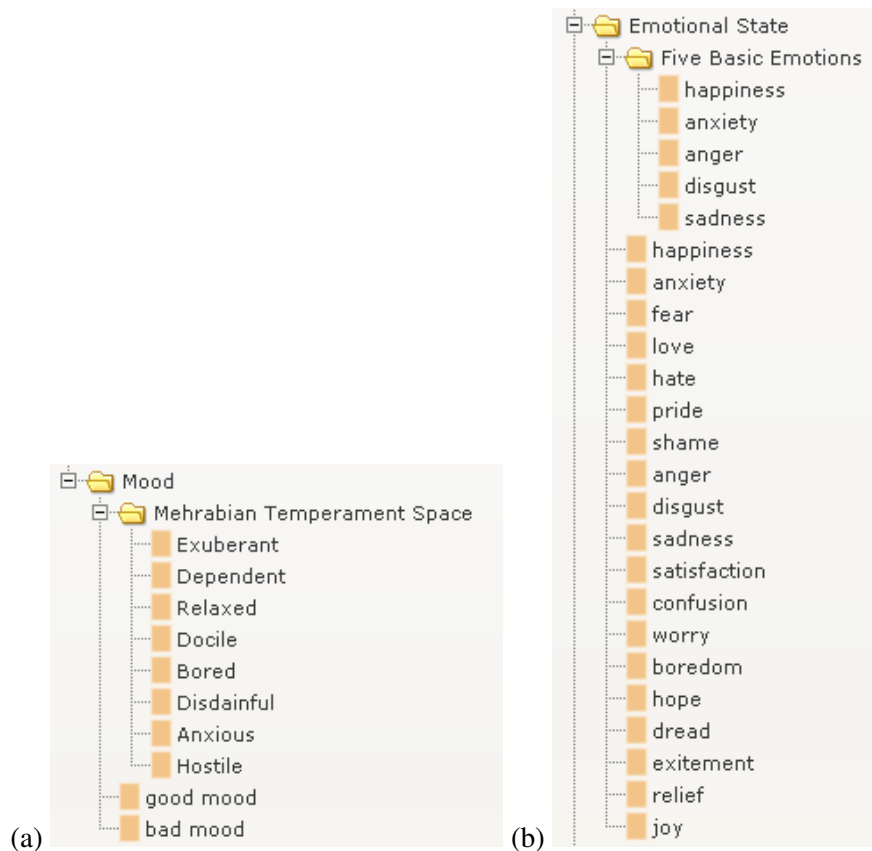 Mood
Mehrabian Temperament Space
Exuberant
Dependent
Relaxed
Docile
Bored
Disdainful
Anxious
Hostile
good mood
bad mood
(a)
Emotional State
Five Basic Emotions
happiness
anxiety
anger
disgust
sadness
happiness
anxiety
fear
love
hate
pride
shame
anger
disgust
sadness
satisfaction
confusion
worry
boredom
hope
dread
exitement
relief
joy
(b)